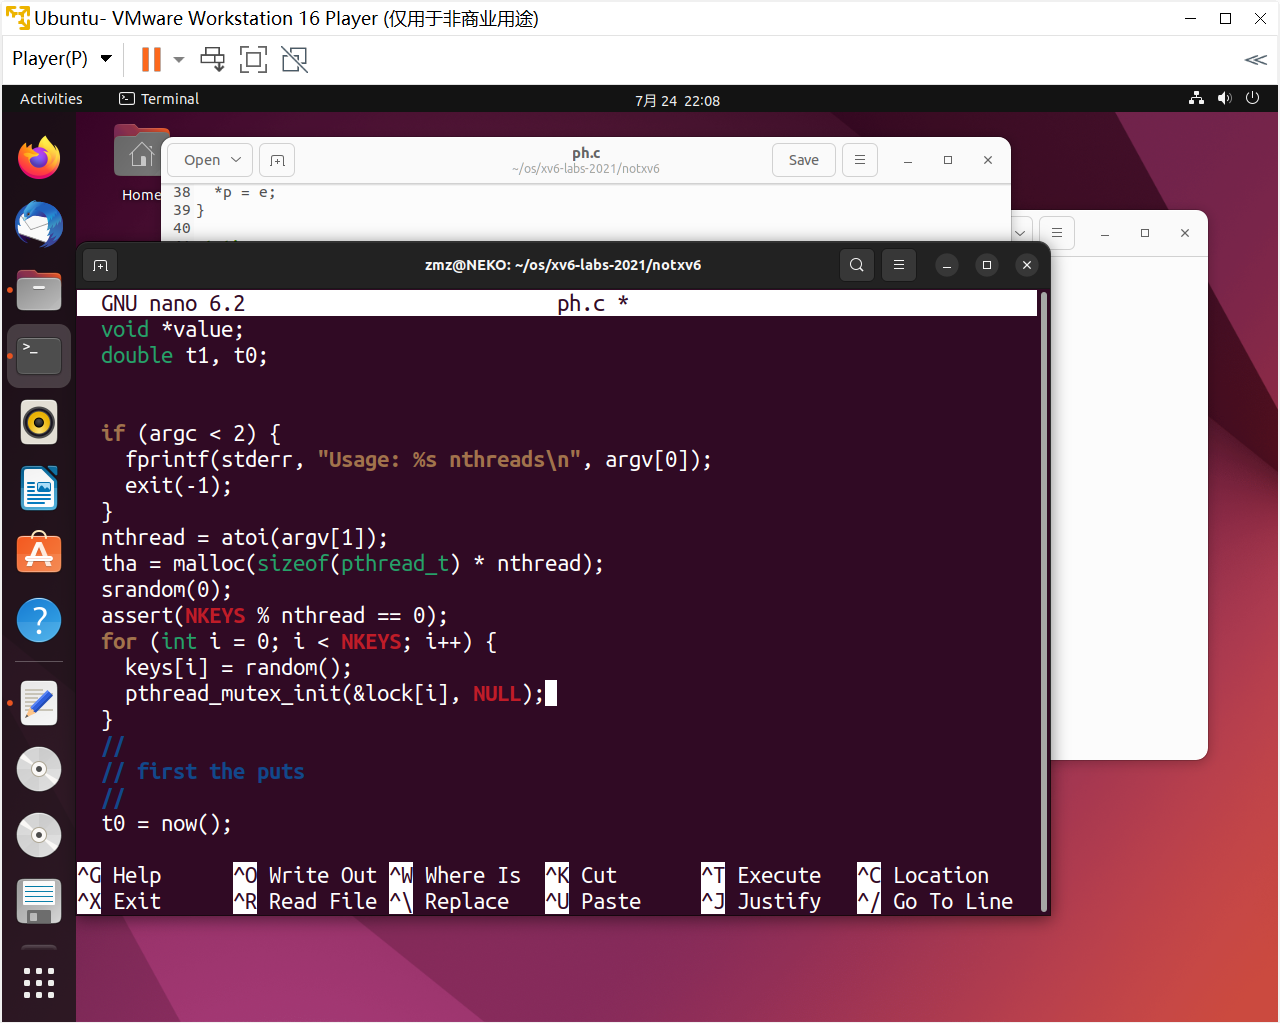 Ubuntu- VMware Workstation 16 Player (仅用于非商业用途)
Player(P)
Activities
Terminal
7月 24 22:08
Home
Open
ph.c
~/os/xv6-labs-2021/notxv6
Save
38 *p = e;
39 }
40
zmz@NEKO: ~/os/xv6-labs-2021/notxv6
GNU nano 6.2 ph.c *
void *value;
double t1, t0;
if (argc < 2) {
fprintf(stderr, "Usage: %s nthreads\n", argv[0]);
exit(-1);
}
nthread = atoi(argv[1]);
tha = malloc(sizeof(pthread_t) * nthread);
srandom(0);
assert(NKEYS % nthread == 0);
for (int i = 0; i < NKEYS; i++) {
keys[i] = random();
pthread_mutex_init(&lock[i], NULL);
}
//
// first the puts
//
t0 = now();
^G Help ^O Write Out ^W Where Is ^K Cut ^T Execute ^C Location
^X Exit ^R Read File ^\ Replace ^U Paste ^J Justify ^/ Go To Line